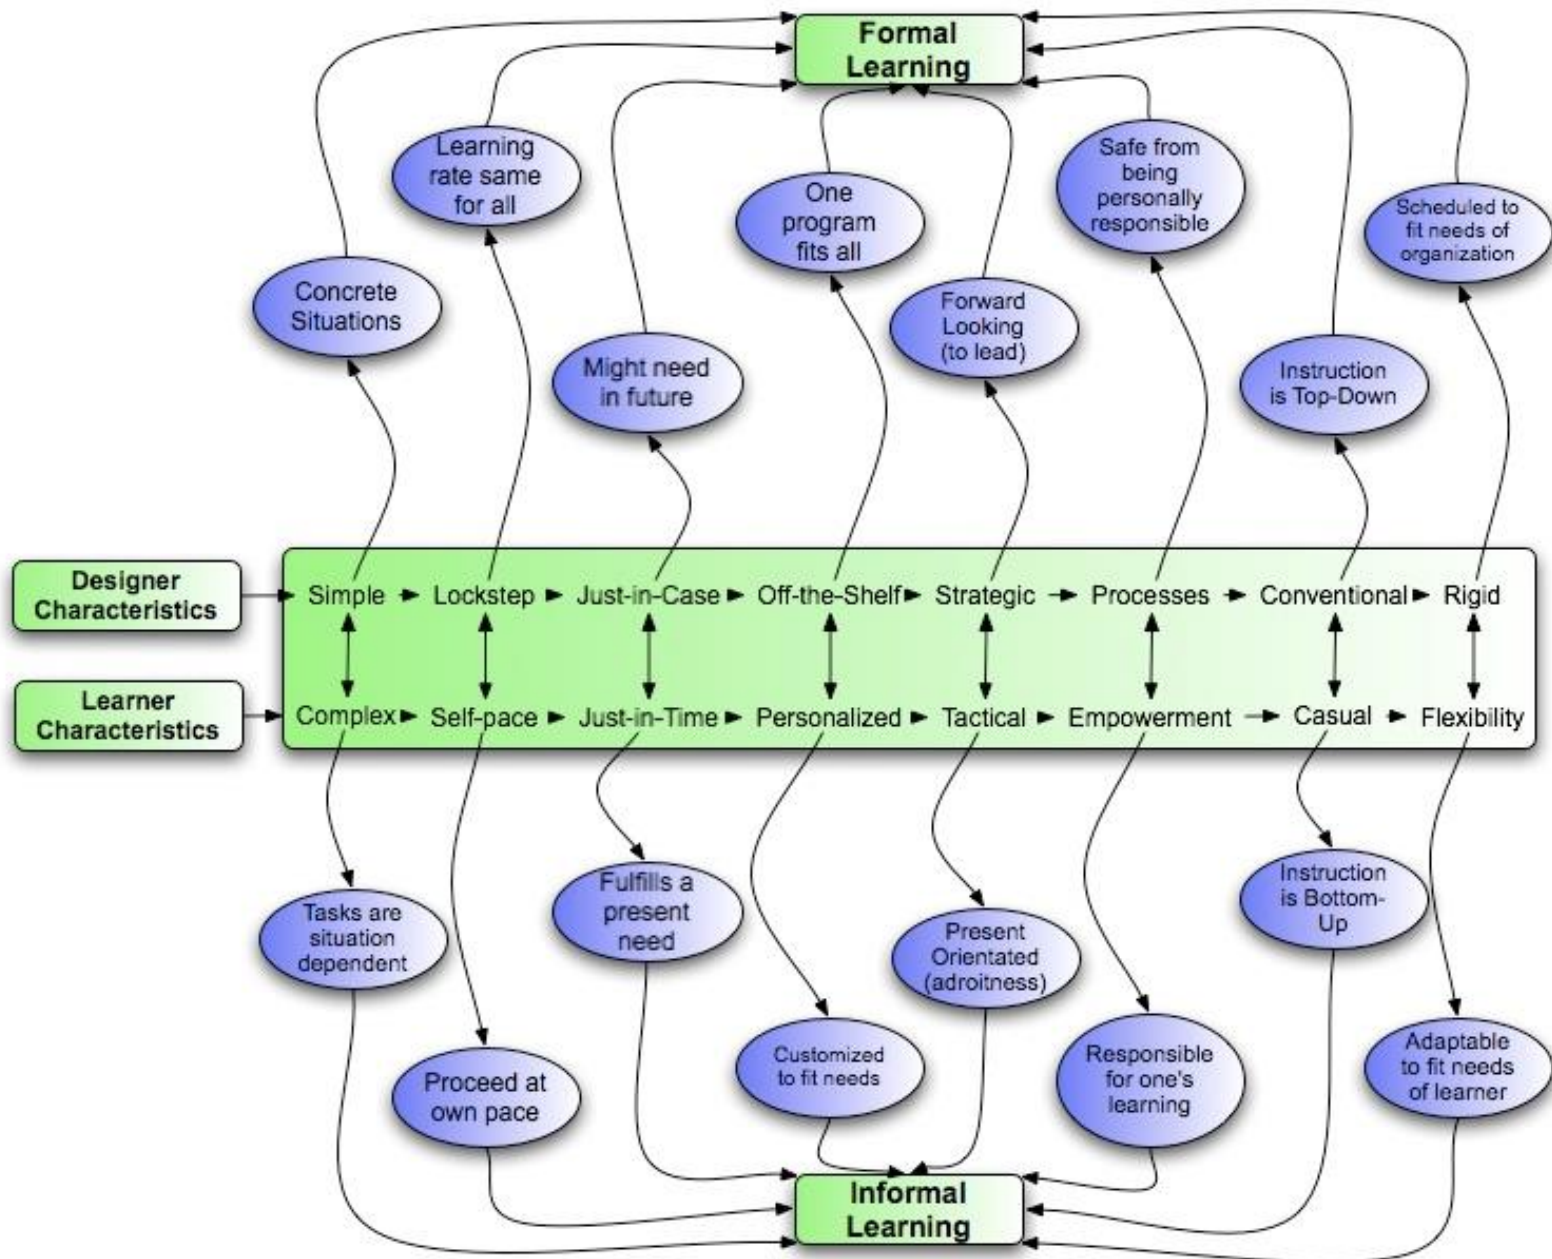 Formal
Learning
Learning
rate same
for all
Safe from
being
personally
responsible
One
program
fits all
Scheduled to
fit needs of
organization
Concrete
Situations
Forward
Looking
(to lead)
Might need
in future
Instruction
is Top-Down
Designer
Characteristics
Simple Lockstep Just-in-Case Off-the-Shelf Strategic Processes Conventional Rigid
Learner
Characteristics
Complex Self-pace Just-in-Time Personalized Tactical Empowerment Casual Flexibility
Fulfills a
present
need
Instruction
is Bottom-
Up
Tasks are
situation
dependent
Present
Orientated
(adroitness)
Customized
to fit needs
Responsible
for one's
learning
Adaptable
to fit needs
of learner
Proceed at
own pace
Informal
Learning